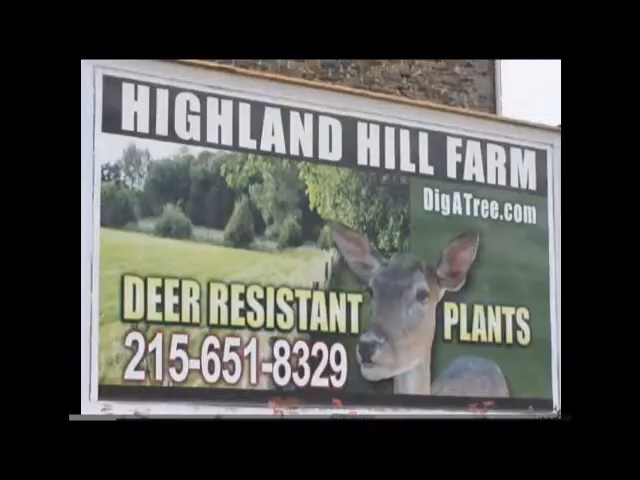 HIGHLAND HILL FARM
DigATree.com
DEER RESISTANT PLANTS
215-651-8329